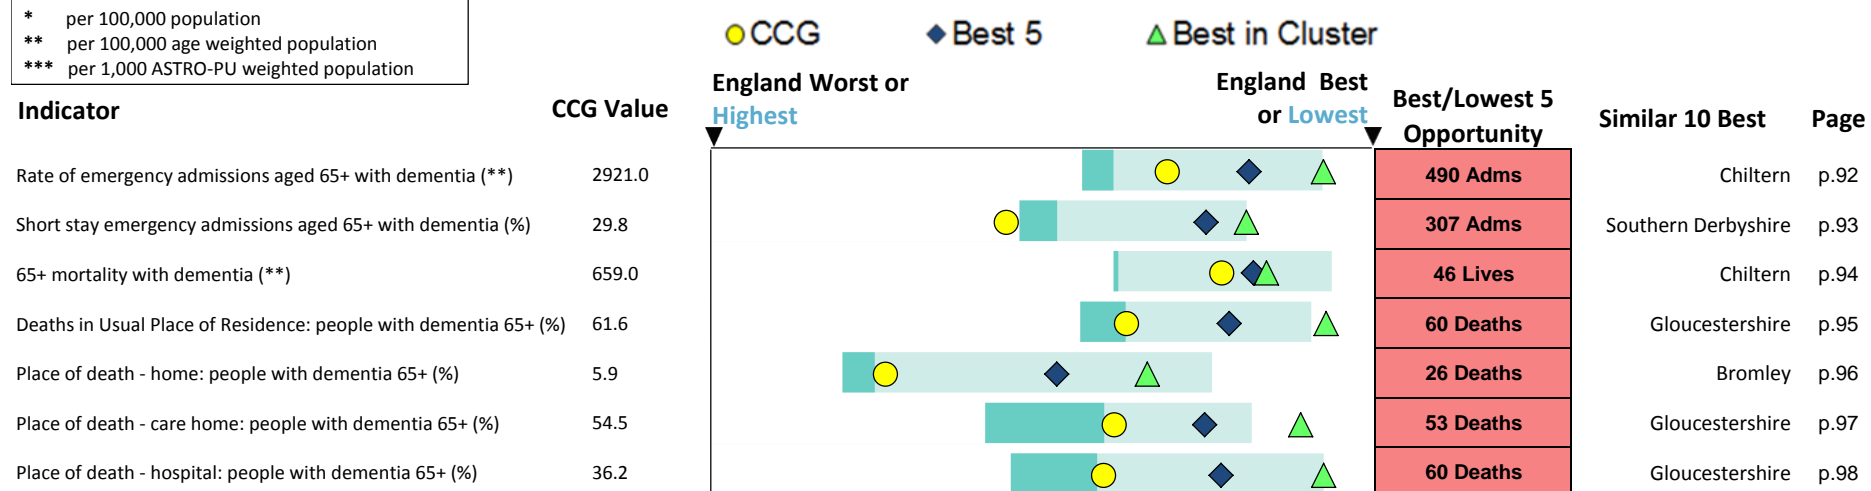 * per 100,000 population
** per 100,000 age weighted population
*** per 1,000 ASTRO-PU weighted population
CCG Best 5 Best in Cluster
Indicator
CCG Value
England Worst or
Highest
England Best
or Lowest
Best/Lowest 5
Opportunity
Similar 10 Best
Page
Rate of emergency admissions aged 65+ with dementia (**) 2921.0 490 Adms Chiltern p.92
Short stay emergency admissions aged 65+ with dementia (%) 29.8 307 Adms Southern Derbyshire p.93
65+ mortality with dementia (**) 659.0 46 Lives Chiltern p.94
Deaths in Usual Place of Residence: people with dementia 65+ (%) 61.6 60 Deaths Gloucestershire p.95
Place of death - home: people with dementia 65+ (%) 5.9 26 Deaths Bromley p.96
Place of death - care home: people with dementia 65+ (%) 54.5 53 Deaths Gloucestershire p.97
Place of death - hospital: people with dementia 65+ (%) 36.2 60 Deaths Gloucestershire p.98